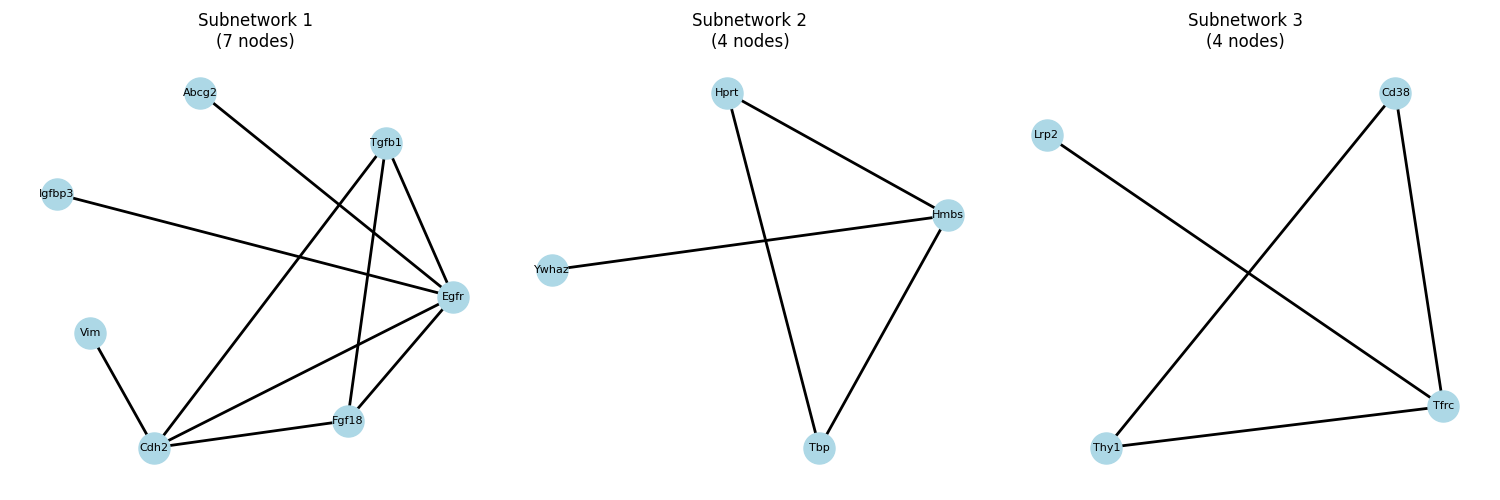 Subnetwork 1
(7 nodes)
Abcg2
Tgfb1
Igfbp3
Egfr
Vim
Fgf18
Cdh2
Subnetwork 2
(4 nodes)
Hprt
Hmbs
Ywhaz
Tbp
Subnetwork 3
(4 nodes)
Cd38
Lrp2
Tfrc
Thy1